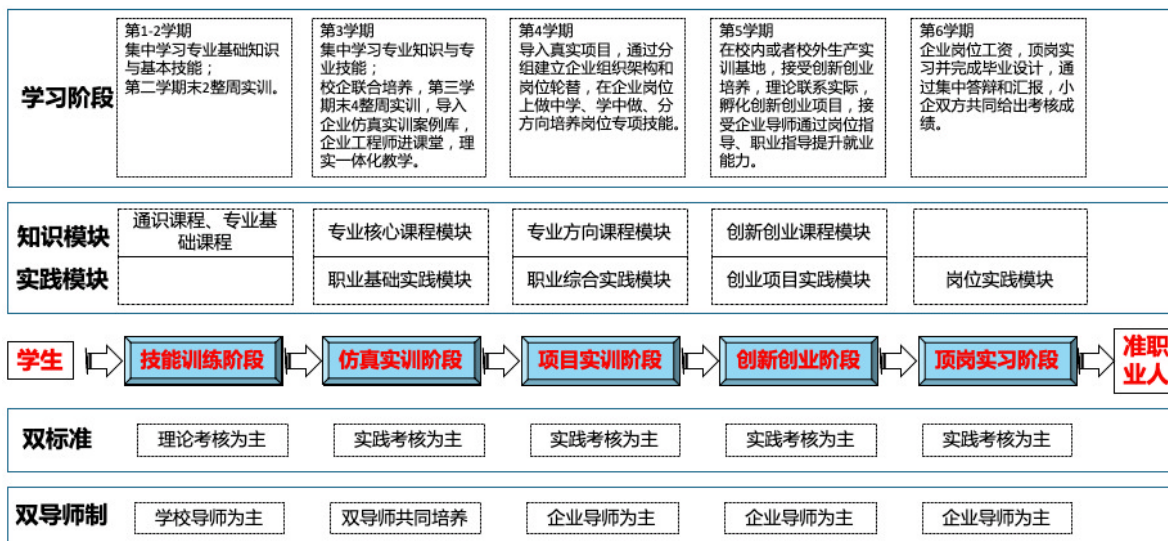 学习阶段
第1-2学期
集中学习专业基础知识
与基本技能；
第二学期末2整周实训。
第3学期
集中学习专业知识与专
业技能；
校企联合培养，第三学
期末4整周实训，导入
企业仿真实训案例库，
企业工程师进课堂，理
实一体化教学。
第4学期
导入真实项目，通过分
组建立企业组织架构和
岗位轮替，在企业岗位
上做中学、学中做、分
方向培养岗位专项技能。
第5学期
在校内或者校外生产实
训基地，接受创新创业
培养，理论联系实际，
孵化创新创业项目，接
受企业导师通过岗位指
导、职业指导提升就业
能力。
第6学期
企业岗位工资，顶岗实
习并完成毕业设计，通
过集中答辩和汇报，小
企双方共同给出考核成
绩。
知识模块
通识课程、专业基
础课程
专业核心课程模块
专业方向课程模块
创新创业课程模块
实践模块
职业基础实践模块
职业综合实践模块
创业项目实践模块
岗位实践模块
学生
技能训练阶段
仿真实训阶段
项目实训阶段
创新创业阶段
顶岗实习阶段
准职
业人
双标准
理论考核为主
实践考核为主
实践考核为主
实践考核为主
实践考核为主
双导师制
学校导师为主
双导师共同培养
企业导师为主
企业导师为主
企业导师为主